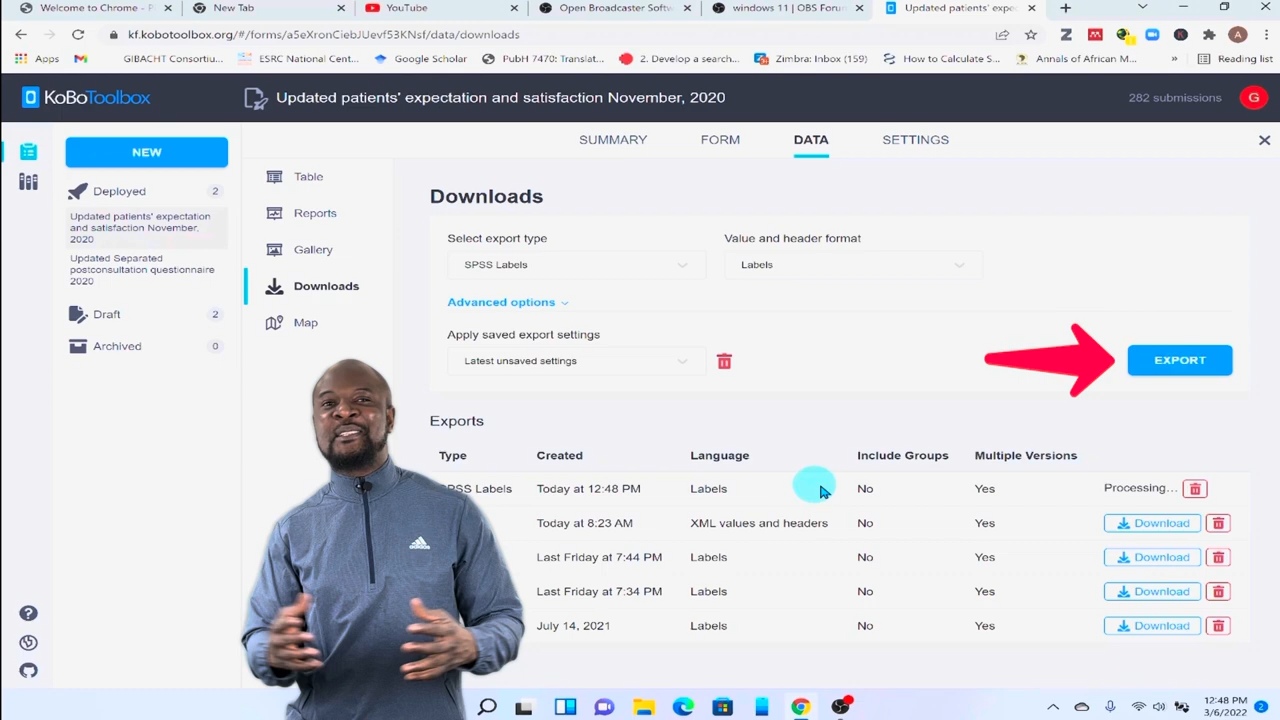 Welcome to Chrome - P
New Tab
YouTube
Open Broadcaster Softw
windows 11 | OBS Forum
Updated patients' expec
kf.kobotoolbox.org/#/forms/a5eXronCiebJUevf53KNsf/data/downloads
A
Apps
GIBACHT Consortiu...
ESRC National Cent...
Google Scholar
PubH 7470: Translat...
2. Develop a search...
Zimbra: Inbox (159)
How to Calculate S...
Annals of African M...
»
Reading list
KoBoToolbox
Updated patients' expectation and satisfaction November, 2020
282 submissions
G
SUMMARY
FORM
DATA
SETTINGS
NEW
Deployed
2
Updated patients' expectation
and satisfaction November,
2020
Updated Separated
postconsultation questionnaire
2020
Draft
2
Archived
0
Table
Reports
Gallery
Downloads
Map
Downloads
Select export type
Value and header format
SPSS Labels
Labels
Advanced options
Apply saved export settings
Latest unsaved settings
EXPORT
Exports
Type
Created
Language
Include Groups
Multiple Versions
SPSS Labels
Today at 12:48 PM
Labels
No
Yes
Processing...
Today at 8:23 AM
XML values and headers
No
Yes
Download
Last Friday at 7:44 PM
Labels
No
Yes
Download
Last Friday at 7:34 PM
Labels
No
Yes
Download
July 14, 2021
Labels
No
Yes
Download
adidas
12:48 PM
3/6/2022
2